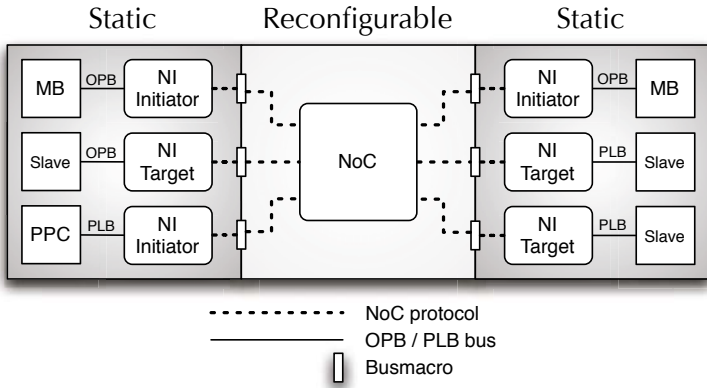 Static Reconfigurable Static
MB OPB NI Initiator NI Initiator OPB MB
Slave OPB NI Target NoC NI Target PLB Slave
PPC PLB NI Initiator NI Target PLB Slave
NoC protocol
OPB / PLB bus
Busmacro